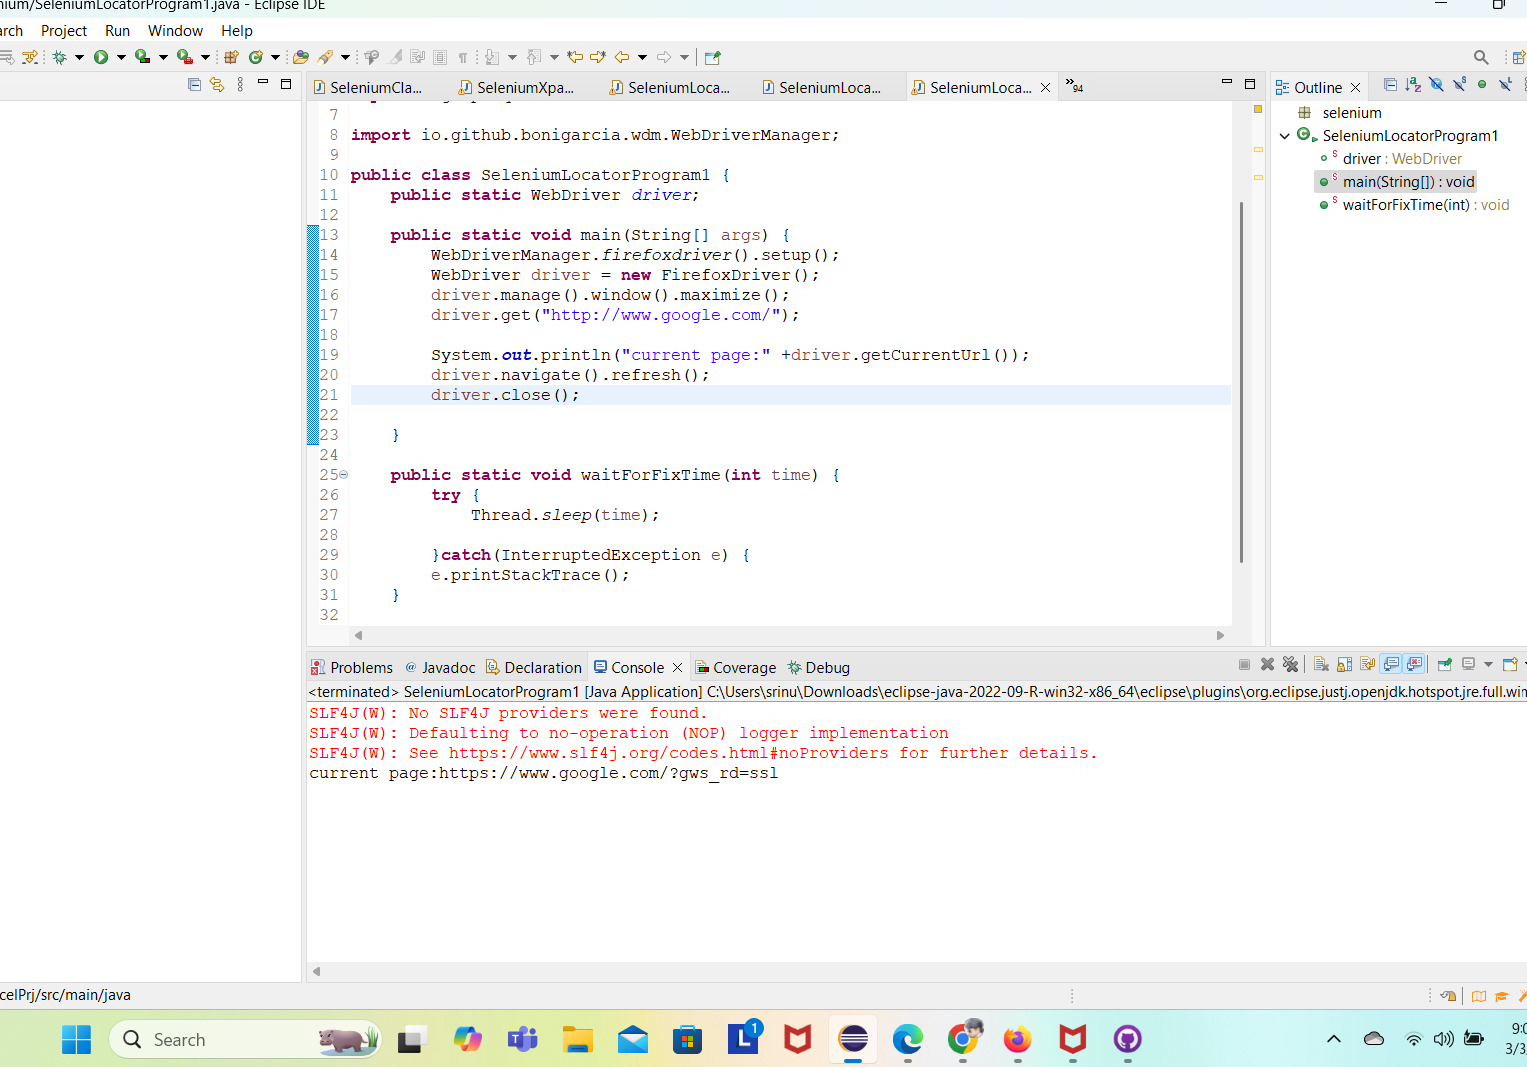 nium/SeleniumLocatorProgram1.java - Eclipse IDE
rch Project Run Window Help
SeleniumCla... SeleniumXpa... SeleniumLoca... SeleniumLoca... SeleniumLoca... »94
Outline
7
8 import io.github.bonigarcia.wdm.WebDriverManager;
9
10 public class SeleniumLocatorProgram1 {
11 public static WebDriver driver;
12
13 public static void main(String[] args) {
14 WebDriverManager.firefoxdriver().setup();
15 WebDriver driver = new FirefoxDriver();
16 driver.manage().window().maximize();
17 driver.get("http://www.google.com/");
18
19 System.out.println("current page:" +driver.getCurrentUrl());
20 driver.navigate().refresh();
21 driver.close();
22
23 }
24
25 public static void waitForFixTime(int time) {
26 try {
27 Thread.sleep(time);
28
29 }catch(InterruptedException e) {
30 e.printStackTrace();
31 }
32
selenium
SeleniumLocatorProgram1
driver : WebDriver
main(String[]) : void
waitForFixTime(int) : void
Problems @ Javadoc Declaration Console Coverage Debug
<terminated> SeleniumLocatorProgram1 [Java Application] C:\Users\srinu\Downloads\eclipse-java-2022-09-R-win32-x86_64\eclipse\plugins\org.eclipse.justj.openjdk.hotspot.jre.full.win
SLF4J(W): No SLF4J providers were found.
SLF4J(W): Defaulting to no-operation (NOP) logger implementation
SLF4J(W): See https://www.slf4j.org/codes.html#noProviders for further details.
current page:https://www.google.com/?gws_rd=ssl
celPrj/src/main/java
Search
1
9:0
3/3